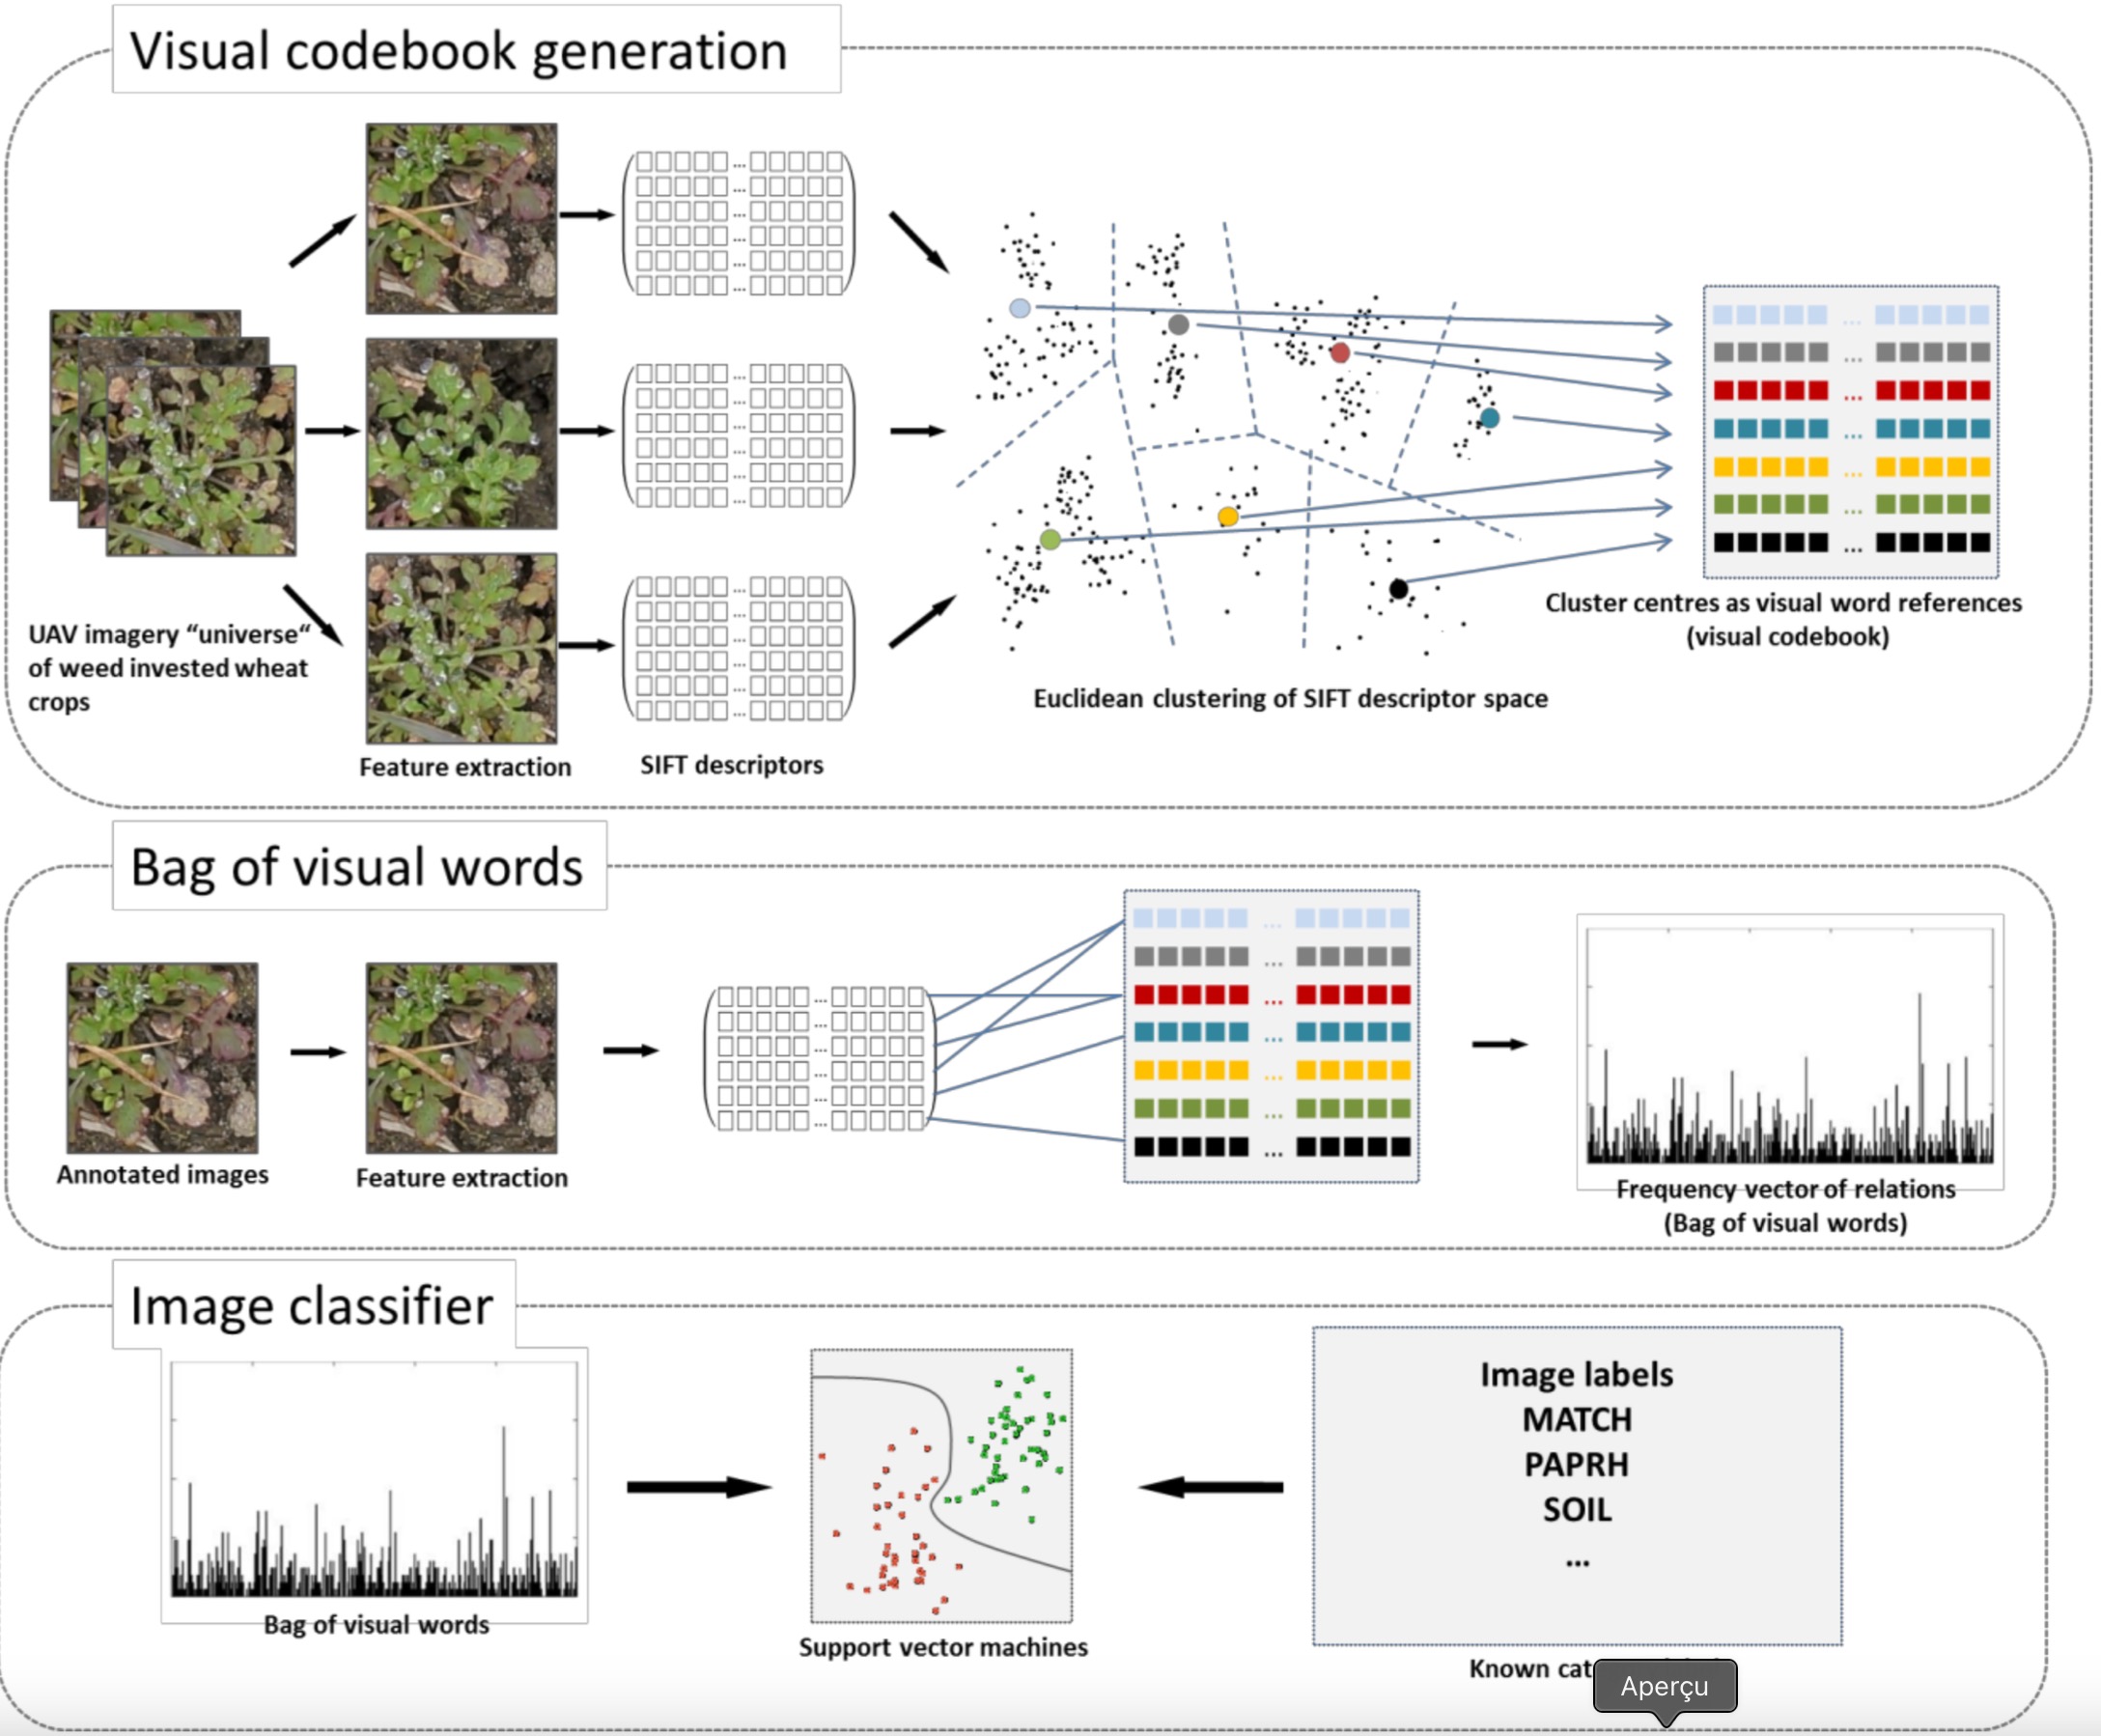 Visual codebook generation
UAV imagery “universe“
of weed invested wheat
crops
Feature extraction
SIFT descriptors
Euclidean clustering of SIFT descriptor space
Cluster centres as visual word references
(visual codebook)
Bag of visual words
Annotated images
Feature extraction
Frequency vector of relations
(Bag of visual words)
Image classifier
Bag of visual words
Support vector machines
Image labels
MATCH
PAPRH
SOIL
...
Known
Aperçu